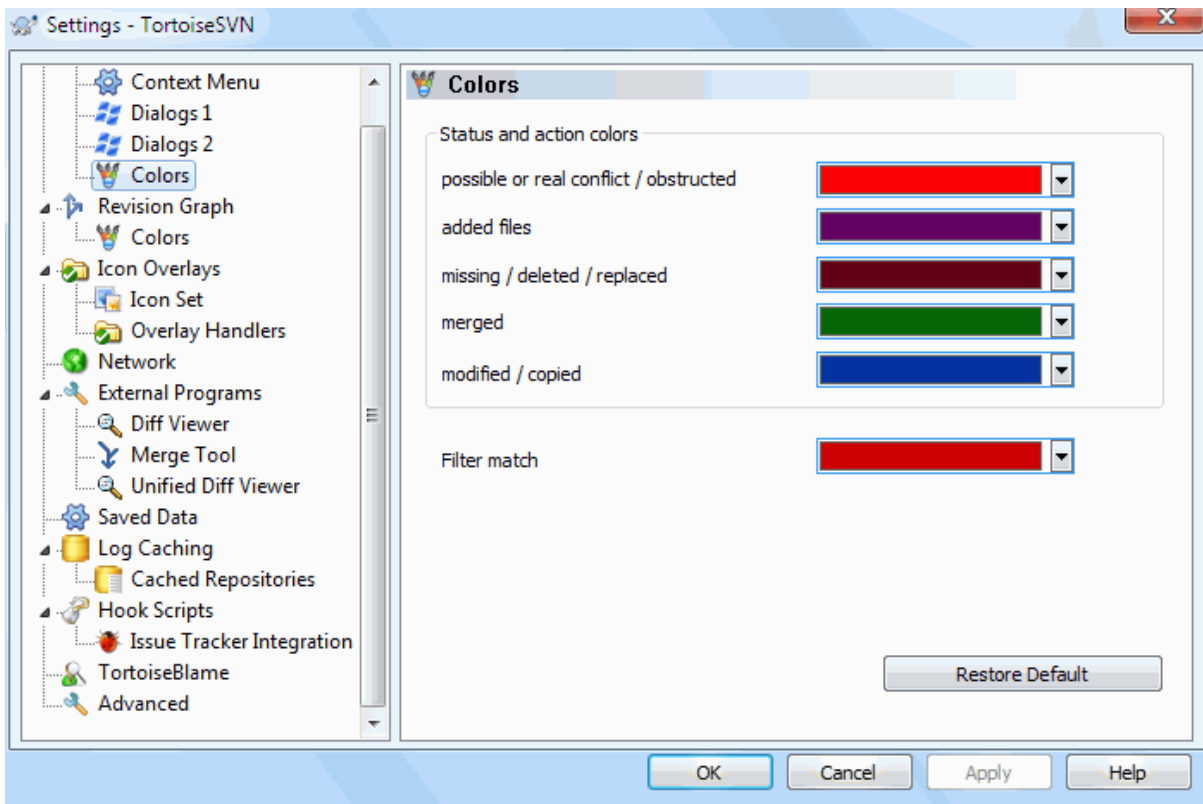 Settings - TortoiseSVN
Context Menu
Dialogs 1
Dialogs 2
Colors
Revision Graph
Colors
Icon Overlays
Icon Set
Overlay Handlers
Network
External Programs
Diff Viewer
Merge Tool
Unified Diff Viewer
Saved Data
Log Caching
Cached Repositories
Hook Scripts
Issue Tracker Integration
TortoiseBlame
Advanced
Colors
Status and action colors
possible or real conflict / obstructed
added files
missing / deleted / replaced
merged
modified / copied
Filter match
Restore Default
OK
Cancel
Apply
Help